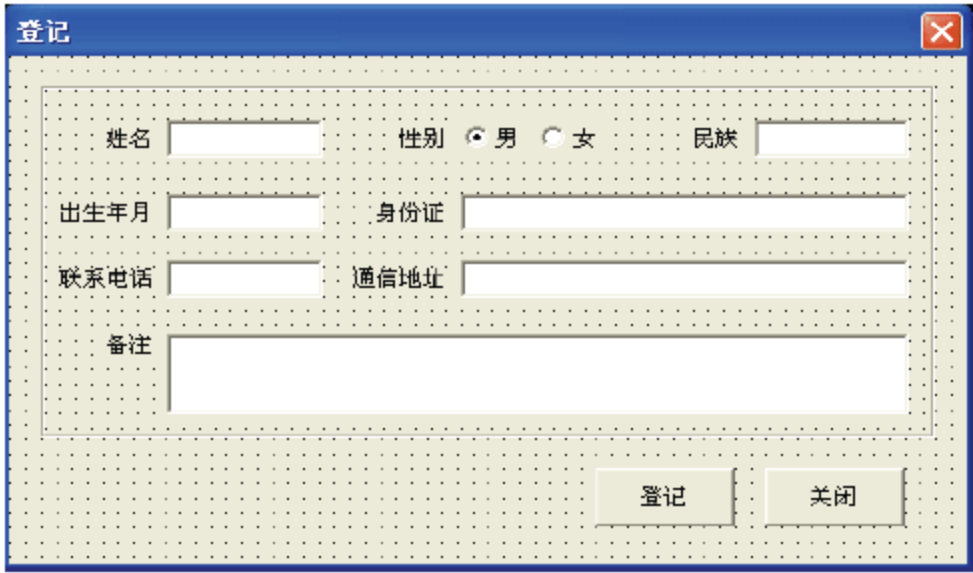 登记
姓名 性别 男 女 民族
出生年月 身份证
联系电话 通信地址
备注
登记 关闭